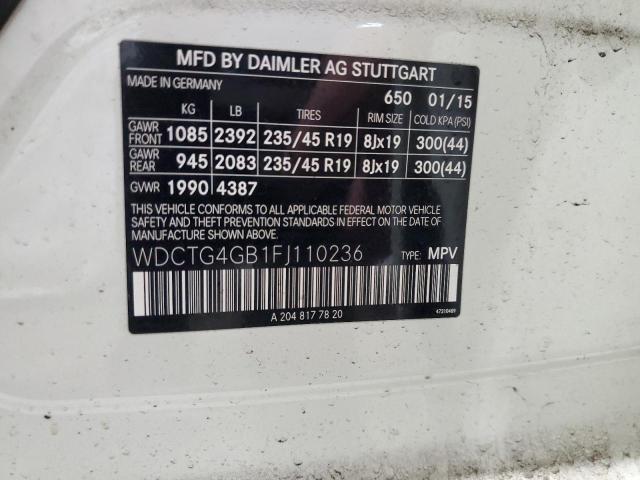 MFD BY DAIMLER AG STUTTGART
MADE IN GERMANY
650 01/15
KG LB TIRES RIM SIZE COLD KPA (PSI)
GAWR FRONT 1085 2392 235/45 R19 8Jx19 300(44)
GAWR REAR 945 2083 235/45 R19 8Jx19 300(44)
GVWR 1990 4387
THIS VEHICLE CONFORMS TO ALL APPLICABLE FEDERAL MOTOR VEHICLE
SAFETY AND THEFT PREVENTION STANDARDS IN EFFECT ON THE
DATE OF MANUFACTURE SHOWN ABOVE.
WDCTG4GB1FJ110236 TYPE: MPV
A 204 817 78 20